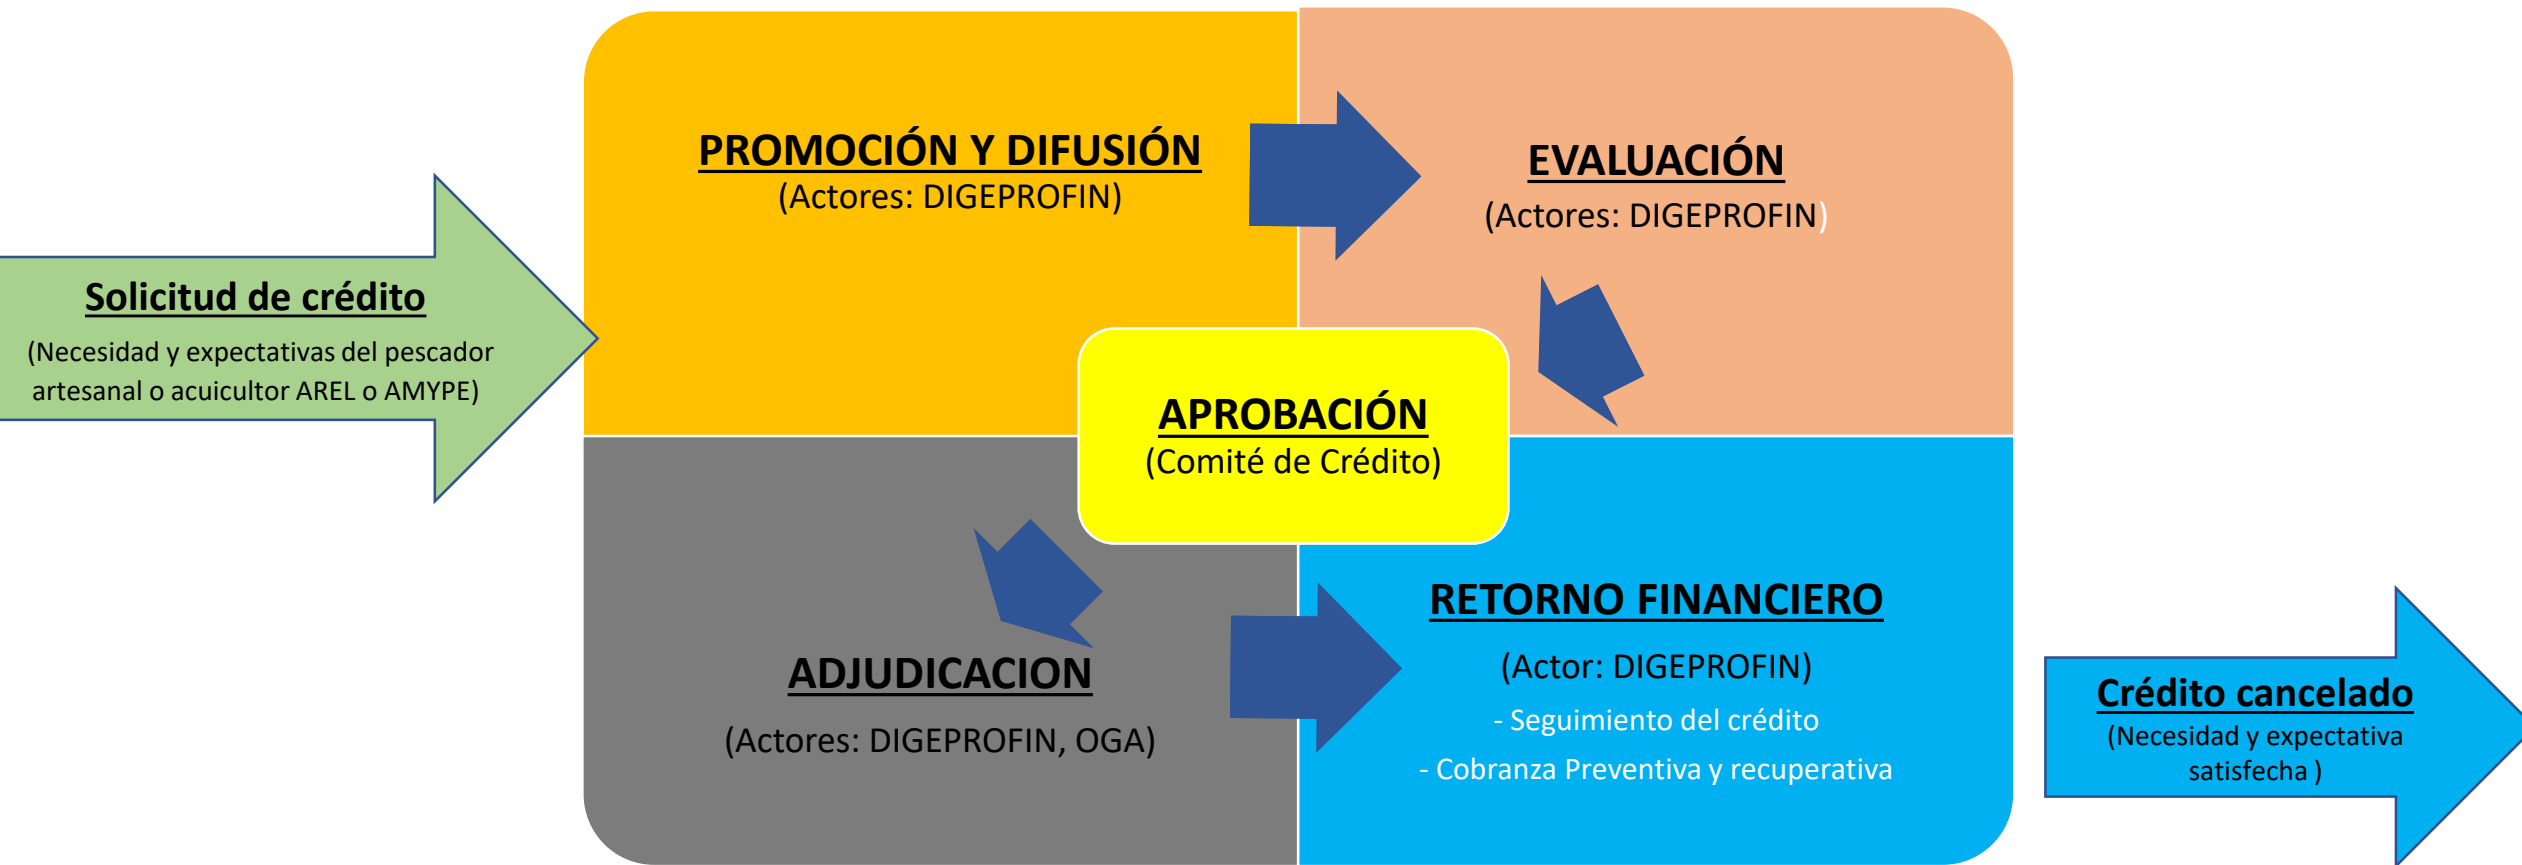 Solicitud de crédito
(Necesidad y expectativas del pescador
artesanal o acuicultor AREL o AMYPE)
PROMOCIÓN Y DIFUSIÓN
(Actores: DIGEPROFIN)
EVALUACIÓN
(Actores: DIGEPROFIN)
APROBACIÓN
(Comité de Crédito)
ADJUDICACION
(Actores: DIGEPROFIN, OGA)
RETORNO FINANCIERO
(Actor: DIGEPROFIN)
- Seguimiento del crédito
- Cobranza Preventiva y recuperativa
Crédito cancelado
(Necesidad y expectativa
satisfecha )